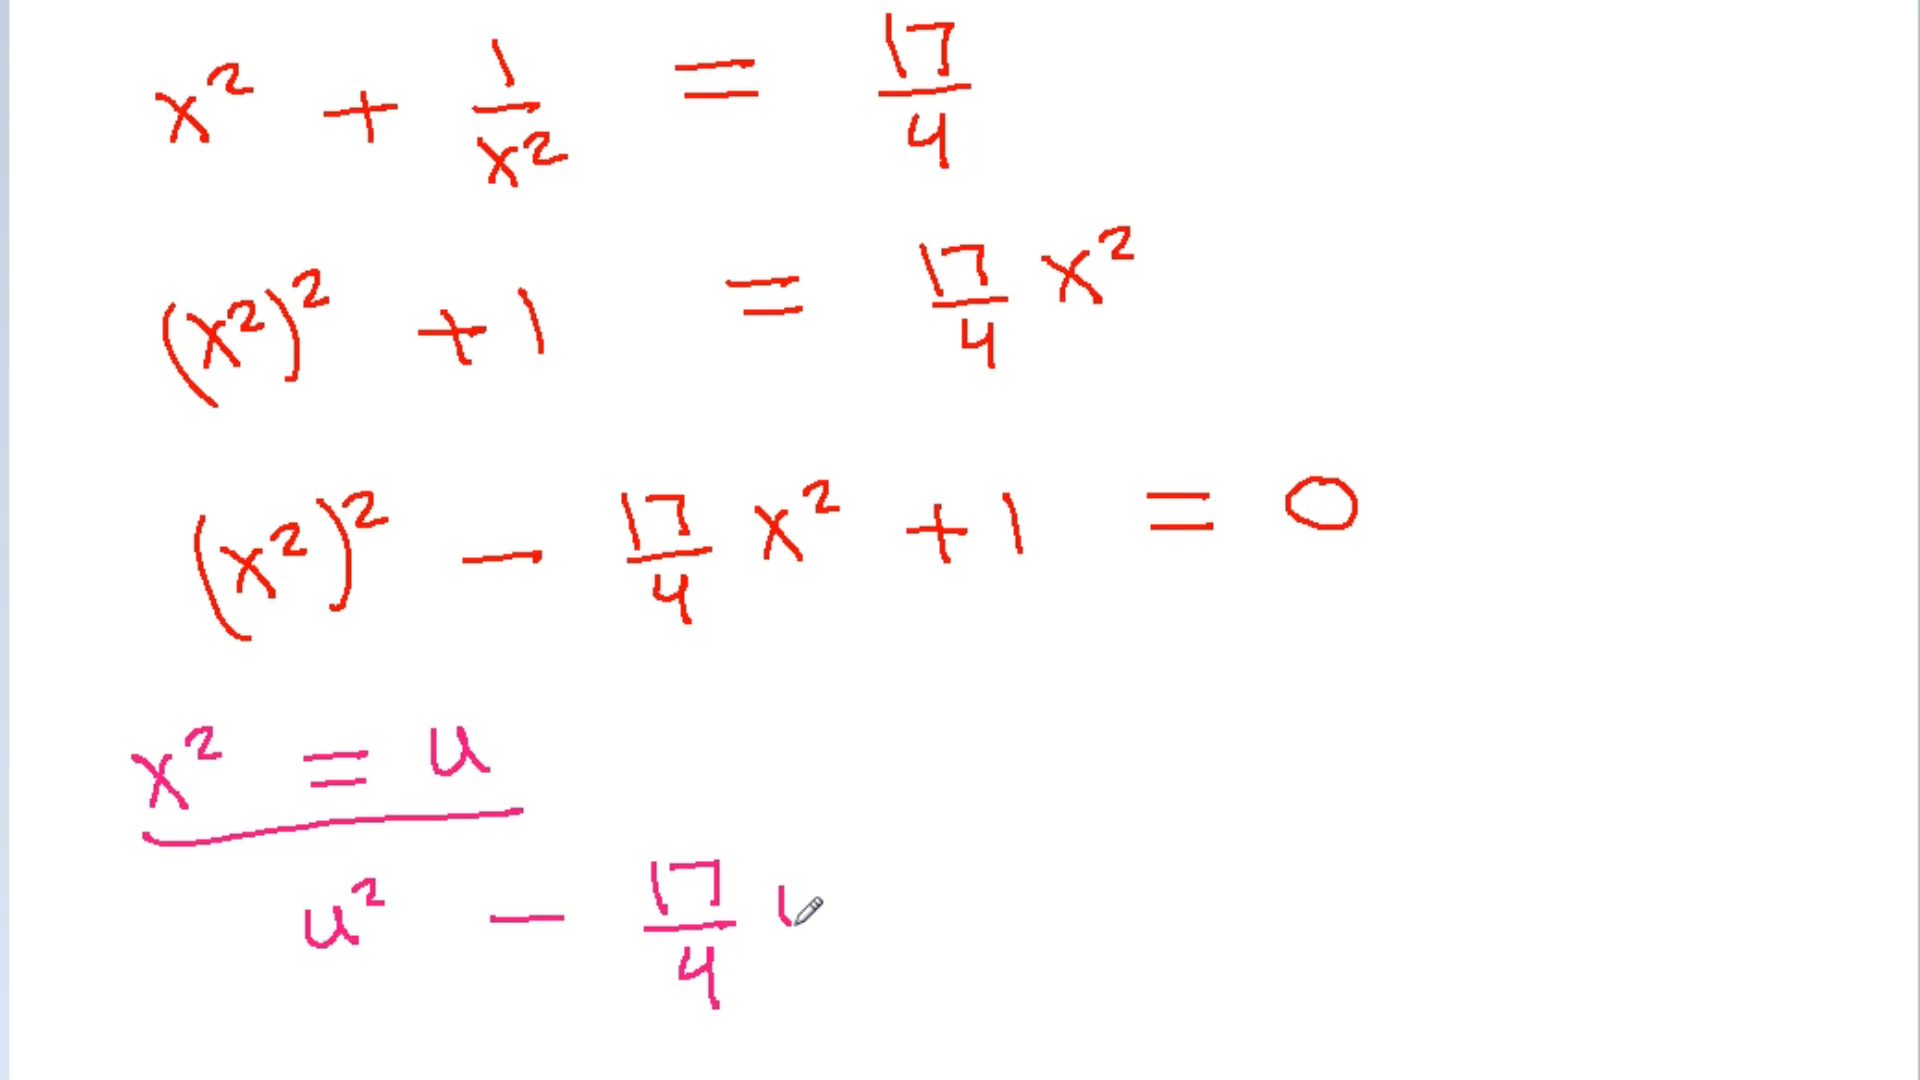 x² + 1/x² = 17/4
(x²)² + 1 = 17/4 x²
(x²)² - 17/4 x² + 1 = 0
x² = u
u² - 17/4